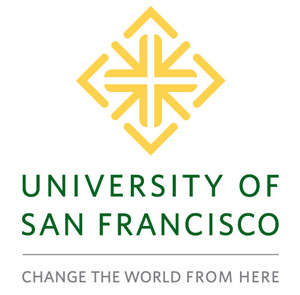 UNIVERSITY OF
SAN FRANCISCO
CHANGE THE WORLD FROM HERE